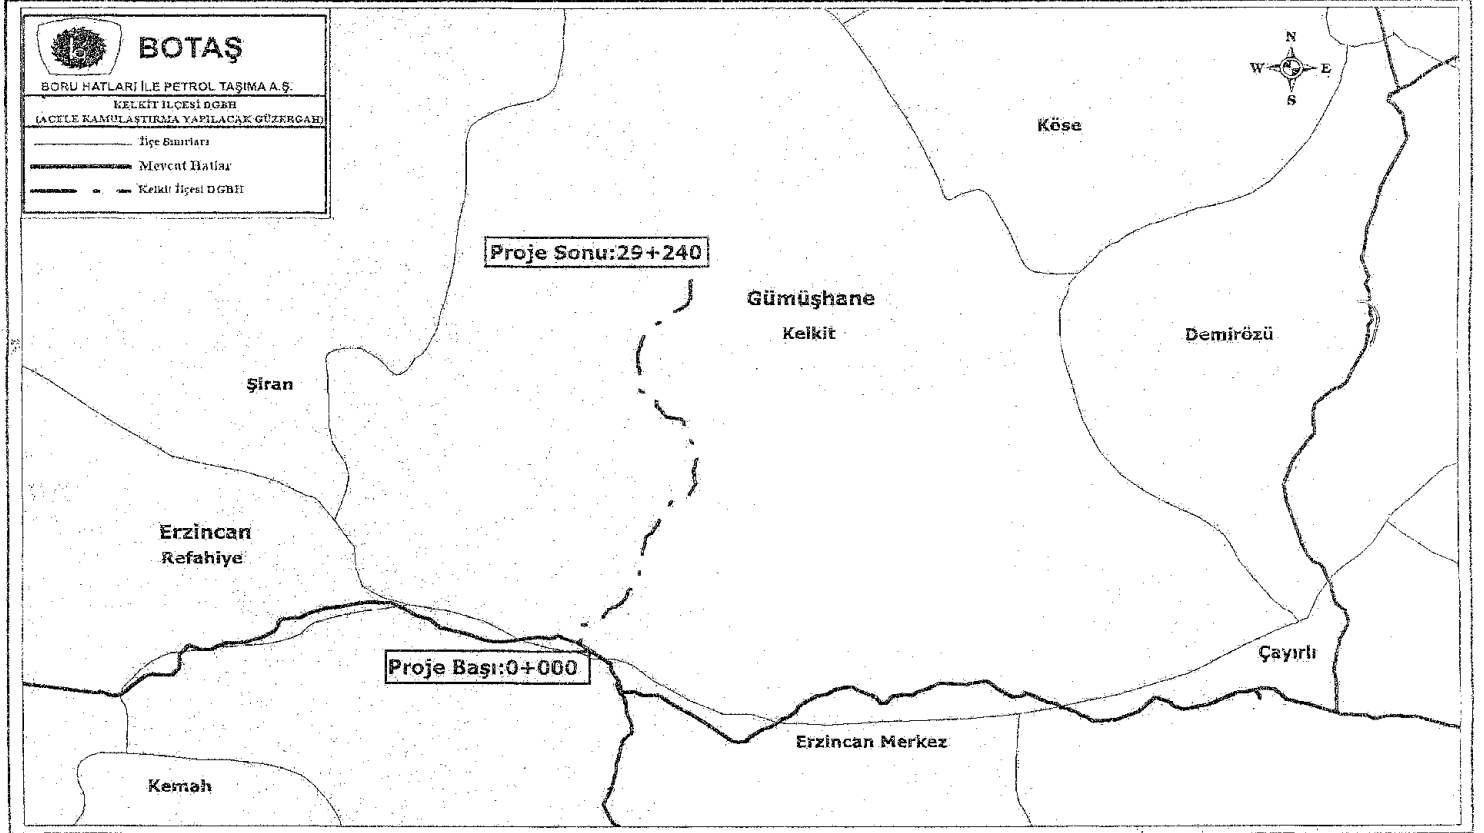 BOTAŞ
BORU HATLARI İLE PETROL TAŞIMA A.Ş.
KELKİT İLÇESİ DGBH
(ACELE KAMULAŞTIRMA YAPILACAK GÜZERGAH)
İlçe Sınırları
Mevcut Hatlar
Kelkit İlçesi DGBH
N
W E
S
Köse
Proje Sonu:29+240
Gümüşhane
Kelkit
Demirözü
Şiran
Erzincan
Refahiye
Proje Başı:0+000
Çayırlı
Erzincan Merkez
Kemah